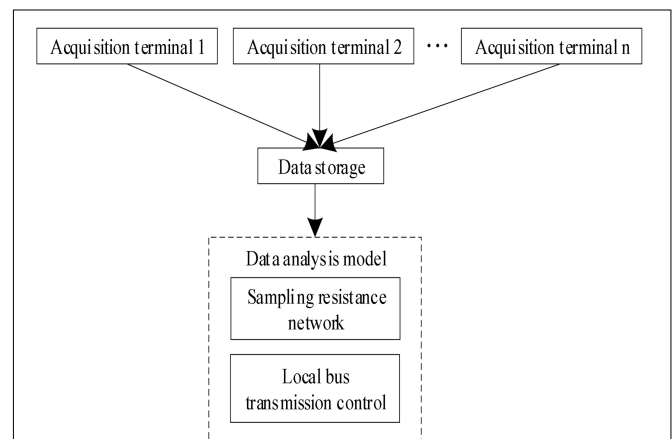 Acquisition terminal 1
Acquisition terminal 2
...
Acquisition terminal n
Data storage
Data analysis model
Sampling resistance
network
Local bus
transmission control